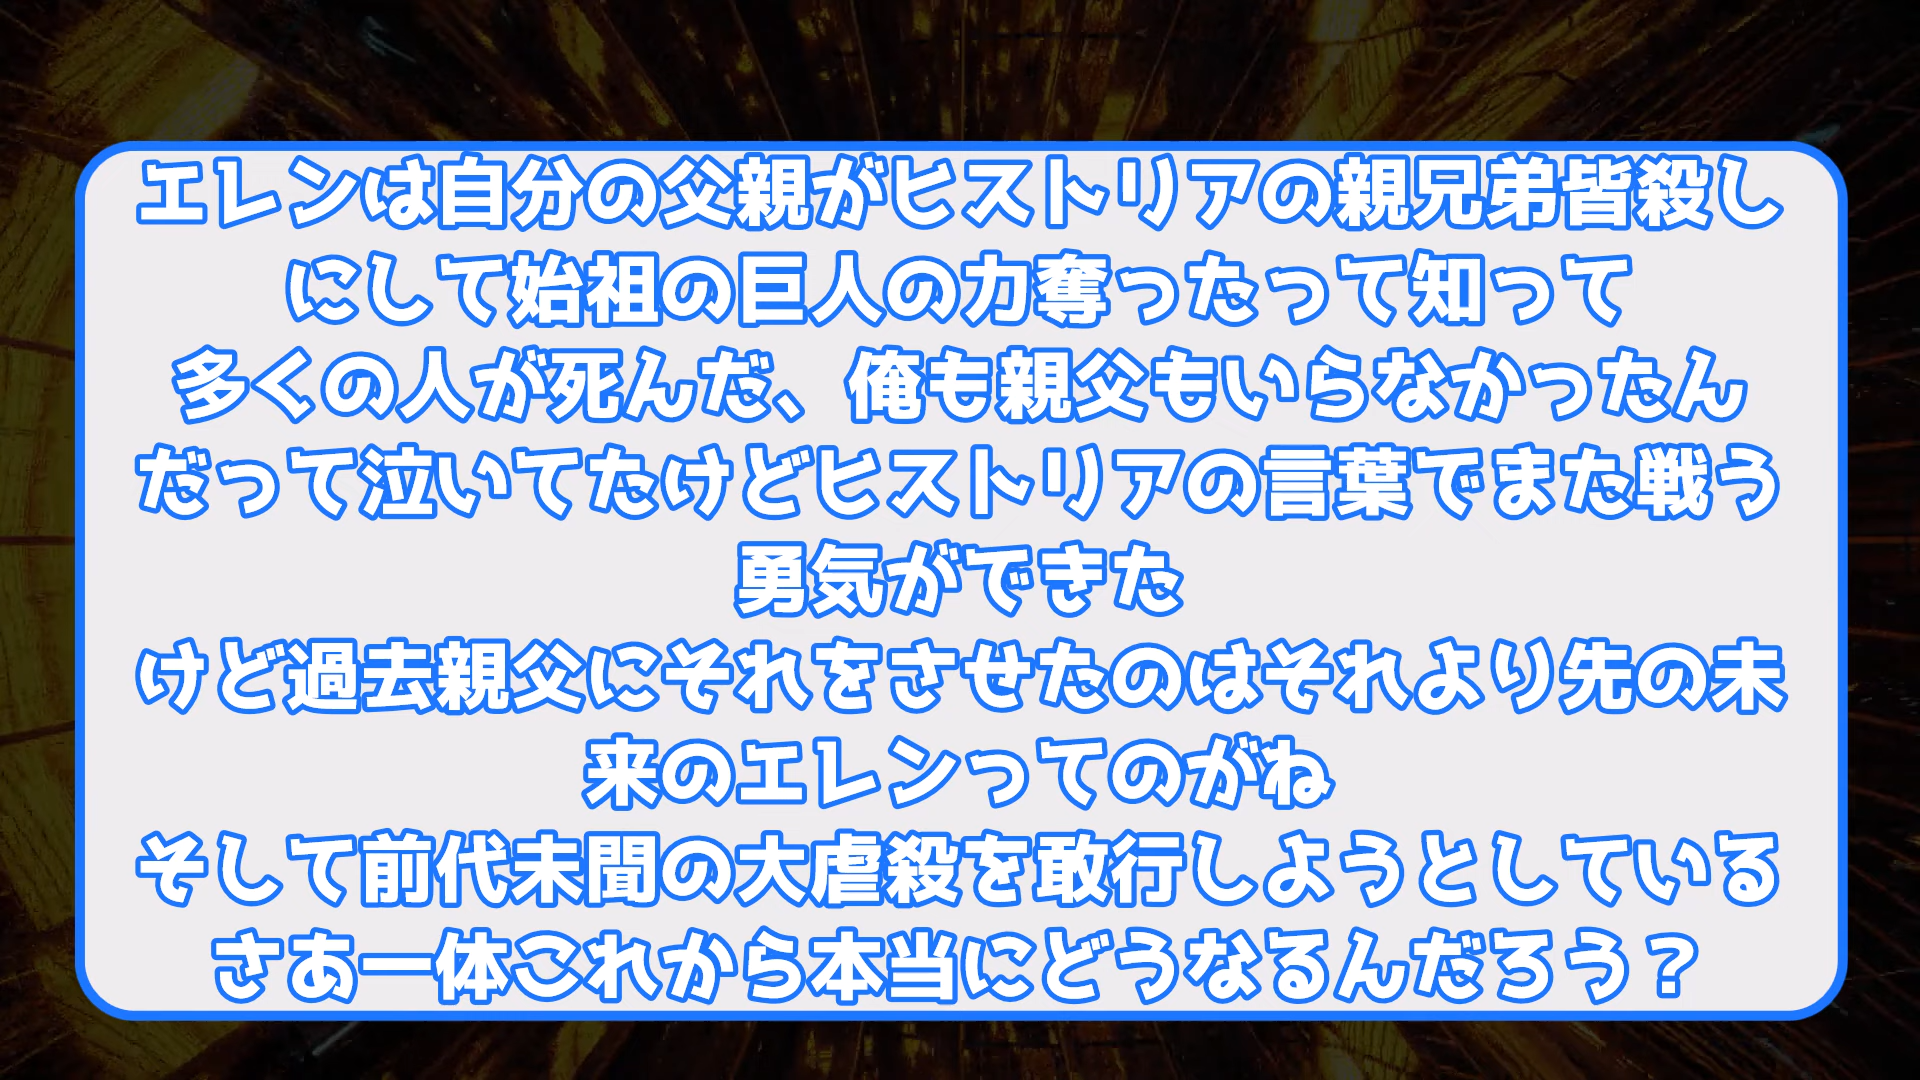 エレンは自分の父親がヒストリアの親兄弟皆殺し
にして始祖の巨人の力奪ったって知って
多くの人が死んだ、俺も親父もいらなかったん
だって泣いてたけどヒストリアの言葉でまた戦う
勇気ができた
けど過去親父にそれをさせたのはそれより先の未
来のエレンってのがね
そして前代未聞の大虐殺を敢行しようとしている
さあ一体これから本当にどうなるんだろう？